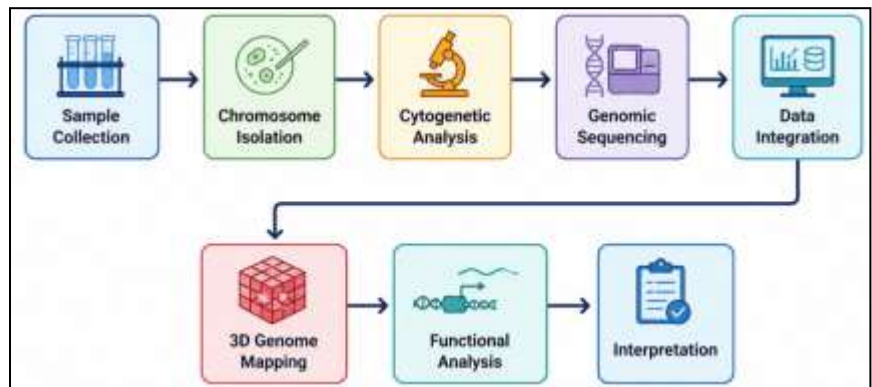 Sample
Collection
Chromosome
Isolation
Cytogenetic
Analysis
Genomic
Sequencing
Data
Integration
3D Genome
Mapping
Functional
Analysis
Interpretation